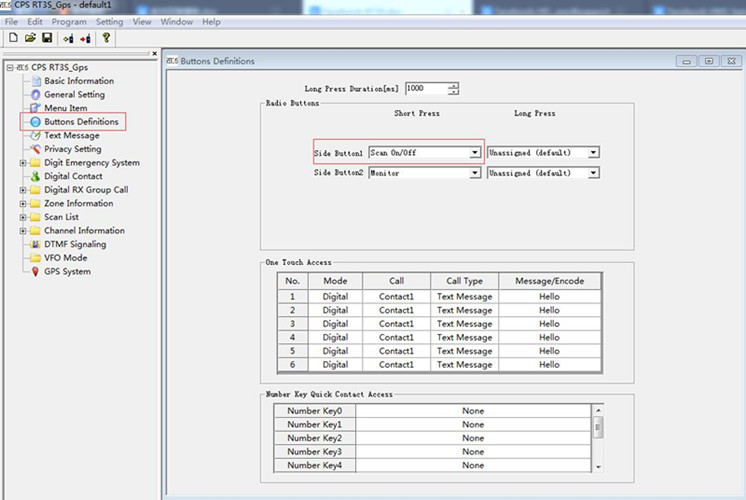 CPS RT3S_Gps - default1
File Edit Program Setting View Window Help
CPS RT3S_Gps
Basic Information
General Setting
Menu Item
Buttons Definitions
Text Message
Privacy Setting
Digit Emergency System
Digital Contact
Digital RX Group Call
Zone Information
Scan List
Channel Information
DTMF Signaling
VFO Mode
GPS System
Buttons Definitions
Long Press Duration[ms] 1000
Radio Buttons
Short Press Long Press
Side Button1 Scan On/Off Unassigned (default)
Side Button2 Monitor Unassigned (default)
One Touch Access
No. Mode Call Call Type Message/Encode
1 Digital Contact1 Text Message Hello
2 Digital Contact1 Text Message Hello
3 Digital Contact1 Text Message Hello
4 Digital Contact1 Text Message Hello
5 Digital Contact1 Text Message Hello
6 Digital Contact1 Text Message Hello
Number Key Quick Contact Access
Number Key0 None
Number Key1 None
Number Key2 None
Number Key3 None
Number Key4 None